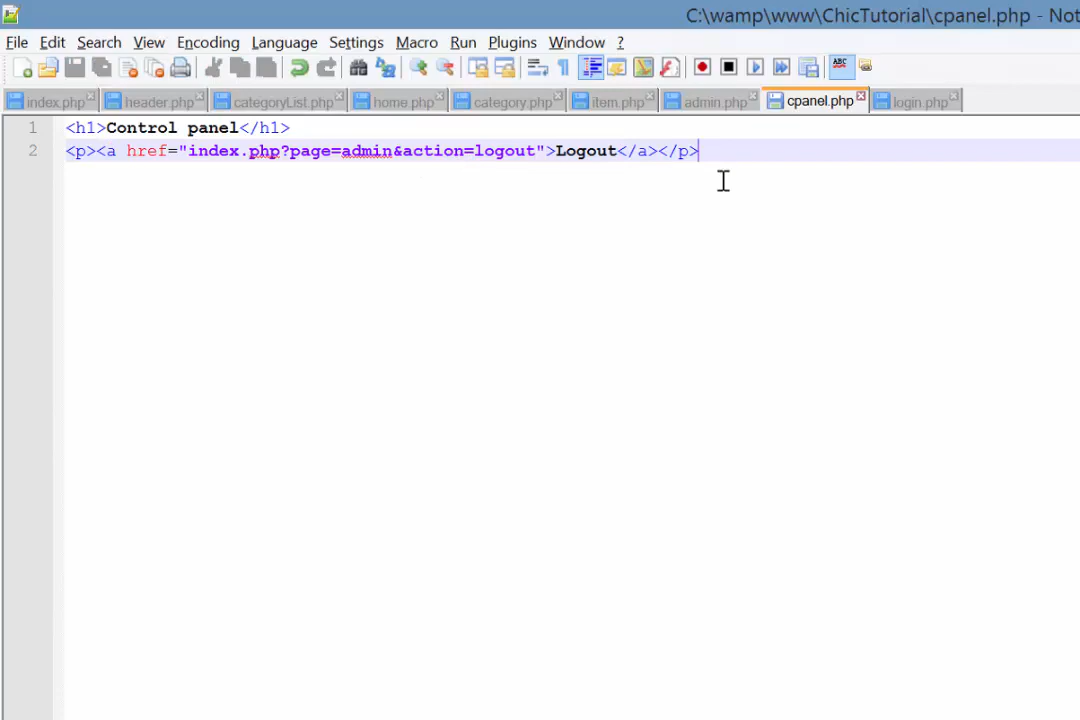 C:\wamp\www\ChicTutorial\cpanel.php - Not
File Edit Search View Encoding Language Settings Macro Run Plugins Window ?
ABC
index.php header.php categoryList.php home.php category.php item.php admin.php cpanel.php login.php
1 <h1>Control panel</h1>
2 <p><a href="index.php?page=admin&action=logout">Logout</a></p>